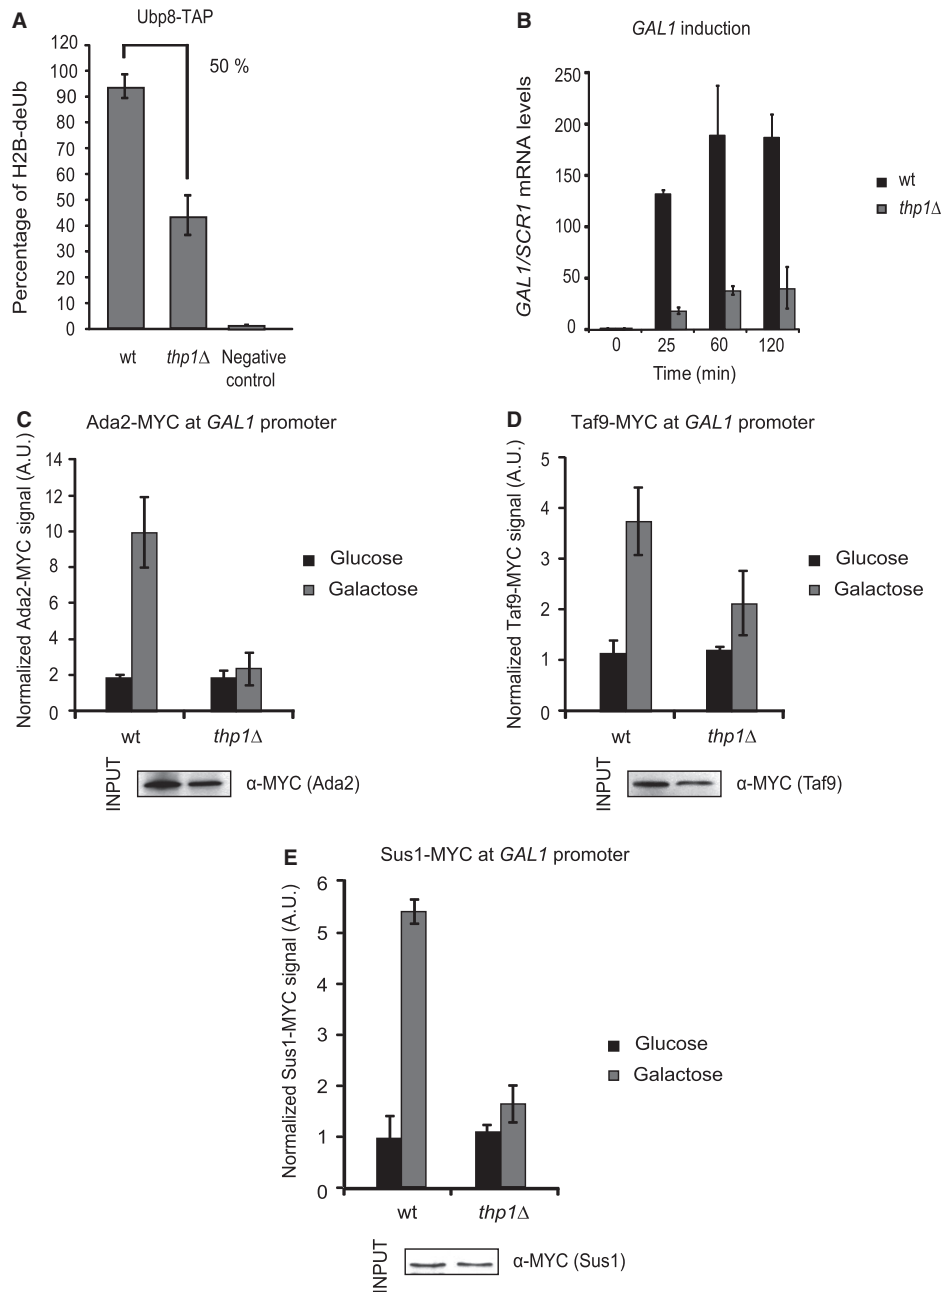 A
Ubp8-TAP
Percentage of H2B-deUb
120
100
90
80
70
60
50
40
30
20
10
0
50 %
wt
thp1Δ
Negative
control
B
GAL1 induction
GAL1/SCR1 mRNA levels
250
200
150
100
50
0
0
25
60
120
Time (min)
wt
thp1Δ
C
Ada2-MYC at GAL1 promoter
Normalized Ada2-MYC signal (A.U.)
14
12
10
8
6
4
2
0
Glucose
Galactose
wt
thp1Δ
INPUT
α-MYC (Ada2)
D
Taf9-MYC at GAL1 promoter
Normalized Taf9-MYC signal (A.U.)
5
4
3
2
1
0
Glucose
Galactose
wt
thp1Δ
INPUT
α-MYC (Taf9)
E
Sus1-MYC at GAL1 promoter
Normalized Sus1-MYC signal (A.U.)
6
5
4
3
2
1
0
Glucose
Galactose
wt
thp1Δ
INPUT
α-MYC (Sus1)